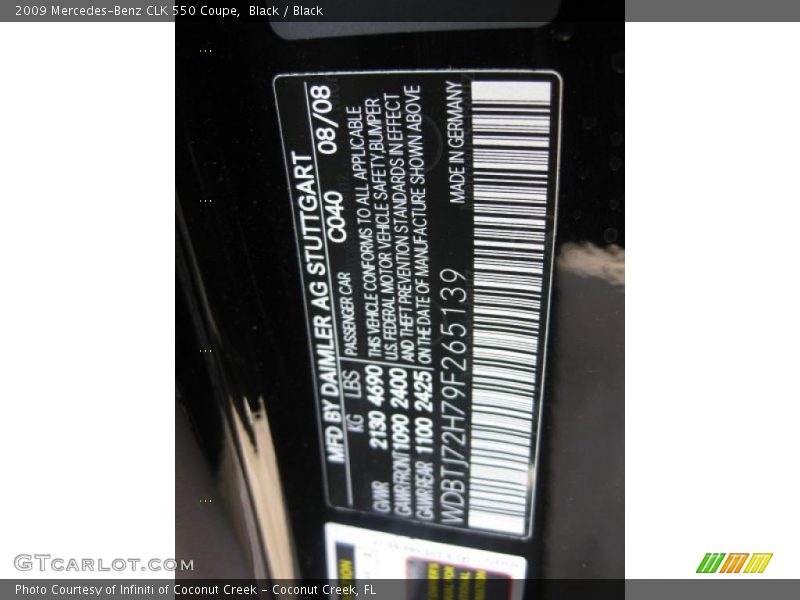 2009 Mercedes-Benz CLK 550 Coupe,  Black / Black
MFD BY DAIMLER AG STUTTGART
C040 08/08
KG LBS PASSENGER CAR
GVWR 2130 4690
GAWR FRONT 1090 2400
GAWR REAR 1100 2425
THIS VEHICLE CONFORMS TO ALL APPLICABLE
U.S. FEDERAL MOTOR VEHICLE SAFETY,BUMPER
AND THEFT PREVENTION STANDARDS IN EFFECT
ON THE DATE OF MANUFACTURE SHOWN ABOVE
WDBTJ72H79F265139 MADE IN GERMANY
GTcarlot.com
Photo Courtesy of Infiniti of Coconut Creek - Coconut Creek, FL